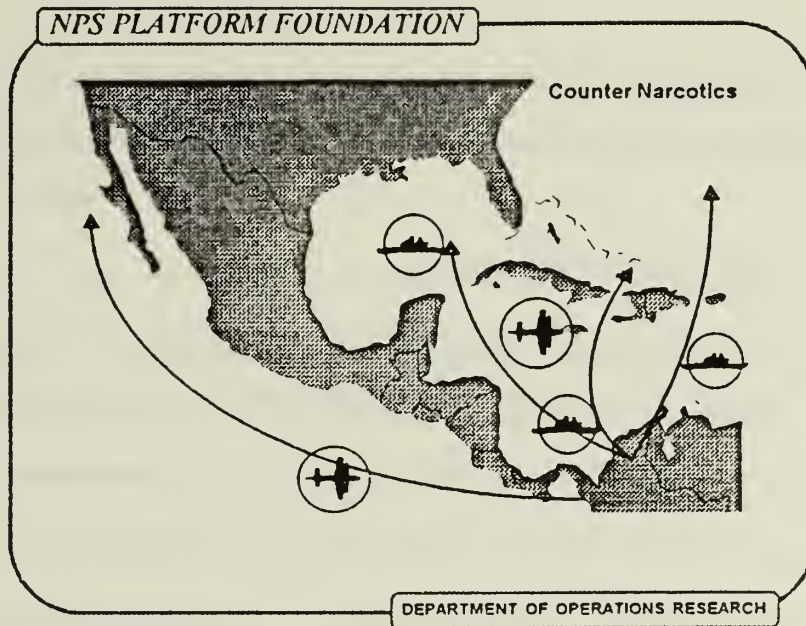 NPS PLATFORM FOUNDATION
Counter Narcotics
DEPARTMENT OF OPERATIONS RESEARCH